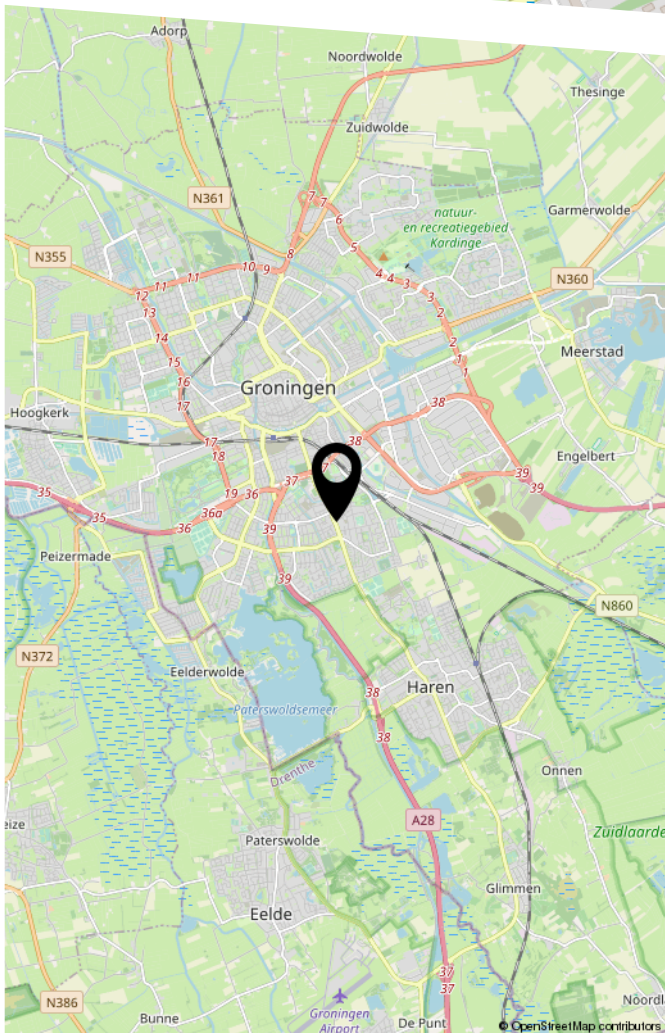 Adorp
Noordwolde
Thesinge
Zuidwolde
N361
7
7
6
natuur-
en recreatiegebied
Kardinge
Garmerwolde
N355
8
5
10
9
11
11
4
4
3
3
N360
12
13
2
14
2
Meerstad
15
1
1
16
Groningen
17
38
Hoogkerk
17
38
18
Engelbert
7
37
39
39
35
19
36
35
36a
36
39
Peizermade
39
N860
N372
Eelderwolde
Haren
38
Paterswoldsemeer
38
Drenthe
Onnen
A28
eize
Zuidlaarde
Paterswolde
Glimmen
Eelde
37
37
N386
Groningen
Airport
Noordl
Bunne
De Punt
© OpenStreetMap contributors